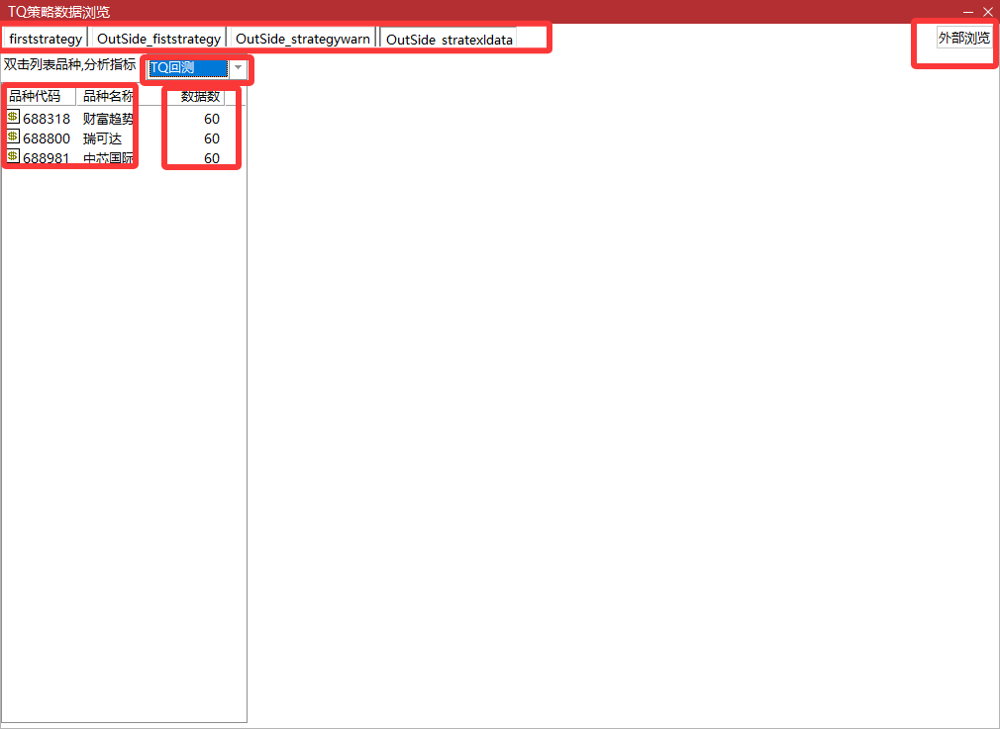 TQ策略数据浏览
firststrategy OutSide_fiststrategy OutSide_strategywarn OutSide_stratexldata 外部浏览
双击列表品种,分析指标 TQ回测
品种代码 品种名称 数据数
688318 财富趋势 60
688800 瑞可达 60
688981 中芯国际 60